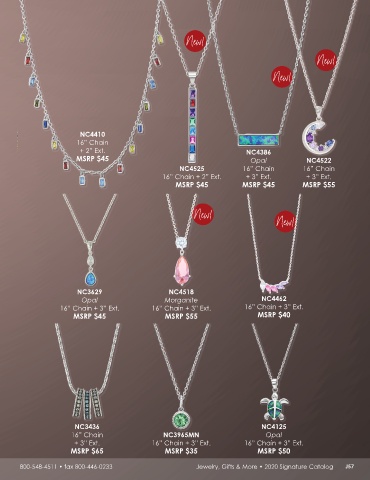 New!
New!
New!
NC4410
16" Chain
+ 2" Ext.
MSRP $45
NC4525
16" Chain + 2" Ext.
MSRP $45
NC4386
Opal
16" Chain
+ 3" Ext.
MSRP $45
NC4522
16" Chain
+ 3" Ext.
MSRP $55
New!
New!
NC3629
Opal
16" Chain + 3" Ext.
MSRP $45
NC4518
Morganite
16" Chain + 3" Ext.
MSRP $55
NC4462
16" Chain + 3" Ext.
MSRP $40
NC3436
16" Chain
+ 3" Ext.
MSRP $65
NC3965MN
16" Chain + 3" Ext.
MSRP $35
NC4125
Opal
16" Chain + 3" Ext.
MSRP $50
800-548-4511 • fax 800-446-0233
Jewelry, Gifts & More • 2020 Signature Catalog J57